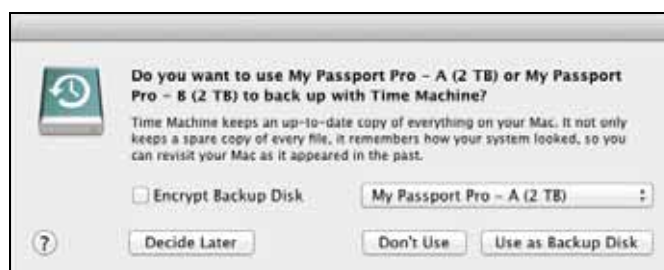 Do you want to use My Passport Pro – A (2 TB) or My Passport
Pro – B (2 TB) to back up with Time Machine?
Time Machine keeps an up-to-date copy of everything on your Mac. It not only
keeps a spare copy of every file, it remembers how your system looked, so you
can revisit your Mac as it appeared in the past.
Encrypt Backup Disk My Passport Pro – A (2 TB)
? Decide Later Don't Use Use as Backup Disk